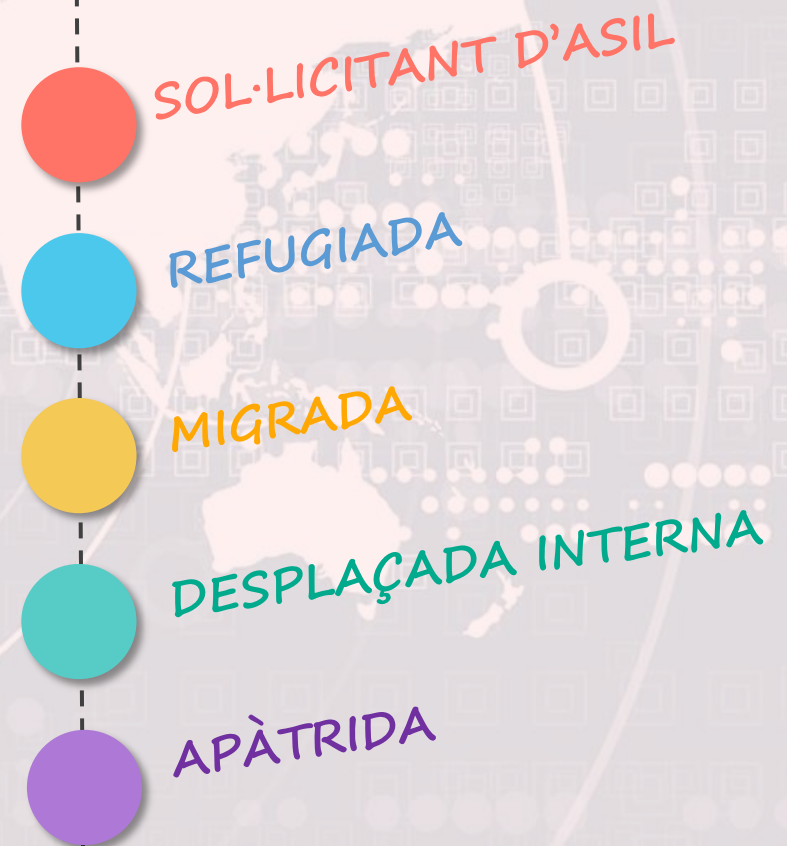 SOL·LICITANT D’ASIL
REFUGIADA
MIGRADA
DESPLAÇADA INTERNA
APÀTRIDA